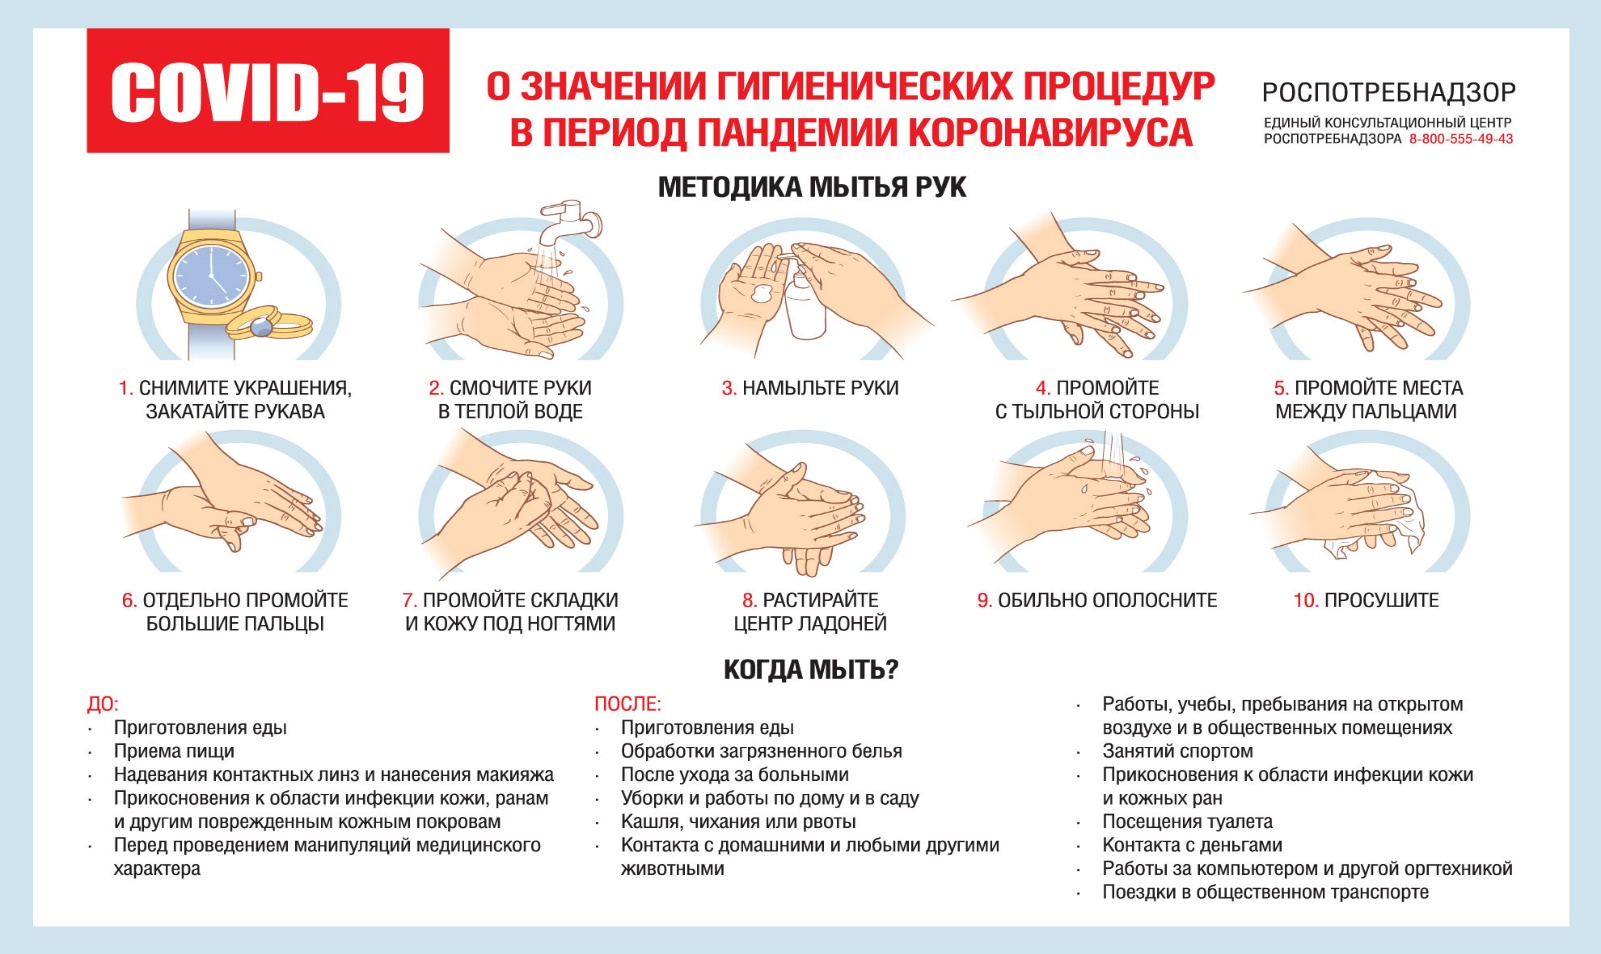 COVID-19
О ЗНАЧЕНИИ ГИГИЕНИЧЕСКИХ ПРОЦЕДУР
В ПЕРИОД ПАНДЕМИИ КОРОНАВИРУСА
РОСПОТРЕБНАДЗОР
ЕДИНЫЙ КОНСУЛЬТАЦИОННЫЙ ЦЕНТР
РОСПОТРЕБНАДЗОРА 8-800-555-49-43
МЕТОДИКА МЫТЬЯ РУК
1. СНИМИТЕ УКРАШЕНИЯ,
ЗАКАТАЙТЕ РУКАВА
2. СМОЧИТЕ РУКИ
В ТЕПЛОЙ ВОДЕ
3. НАМЫЛЬТЕ РУКИ
4. ПРОМОЙТЕ
С ТЫЛЬНОЙ СТОРОНЫ
5. ПРОМОЙТЕ МЕСТА
МЕЖДУ ПАЛЬЦАМИ
6. ОТДЕЛЬНО ПРОМОЙТЕ
БОЛЬШИЕ ПАЛЬЦЫ
7. ПРОМОЙТЕ СКЛАДКИ
И КОЖУ ПОД НОГТЯМИ
8. РАСТИРАЙТЕ
ЦЕНТР ЛАДОНЕЙ
9. ОБИЛЬНО ОПОЛОСНИТЕ
10. ПРОСУШИТЕ
КОГДА МЫТЬ?
ДО:
· Приготовления еды
· Приема пищи
· Надевания контактных линз и нанесения макияжа
· Прикосновения к области инфекции кожи, ранам
и другим поврежденным кожным покровам
· Перед проведением манипуляций медицинского
характера
ПОСЛЕ:
· Приготовления еды
· Обработки загрязненного белья
· После ухода за больными
· Уборки и работы по дому и в саду
· Кашля, чихания или рвоты
· Контакта с домашними и любыми другими
животными
· Работы, учебы, пребывания на открытом
воздухе и в общественных помещениях
· Занятий спортом
· Прикосновения к области инфекции кожи
и кожных ран
· Посещения туалета
· Контакта с деньгами
· Работы за компьютером и другой оргтехникой
· Поездки в общественном транспорте